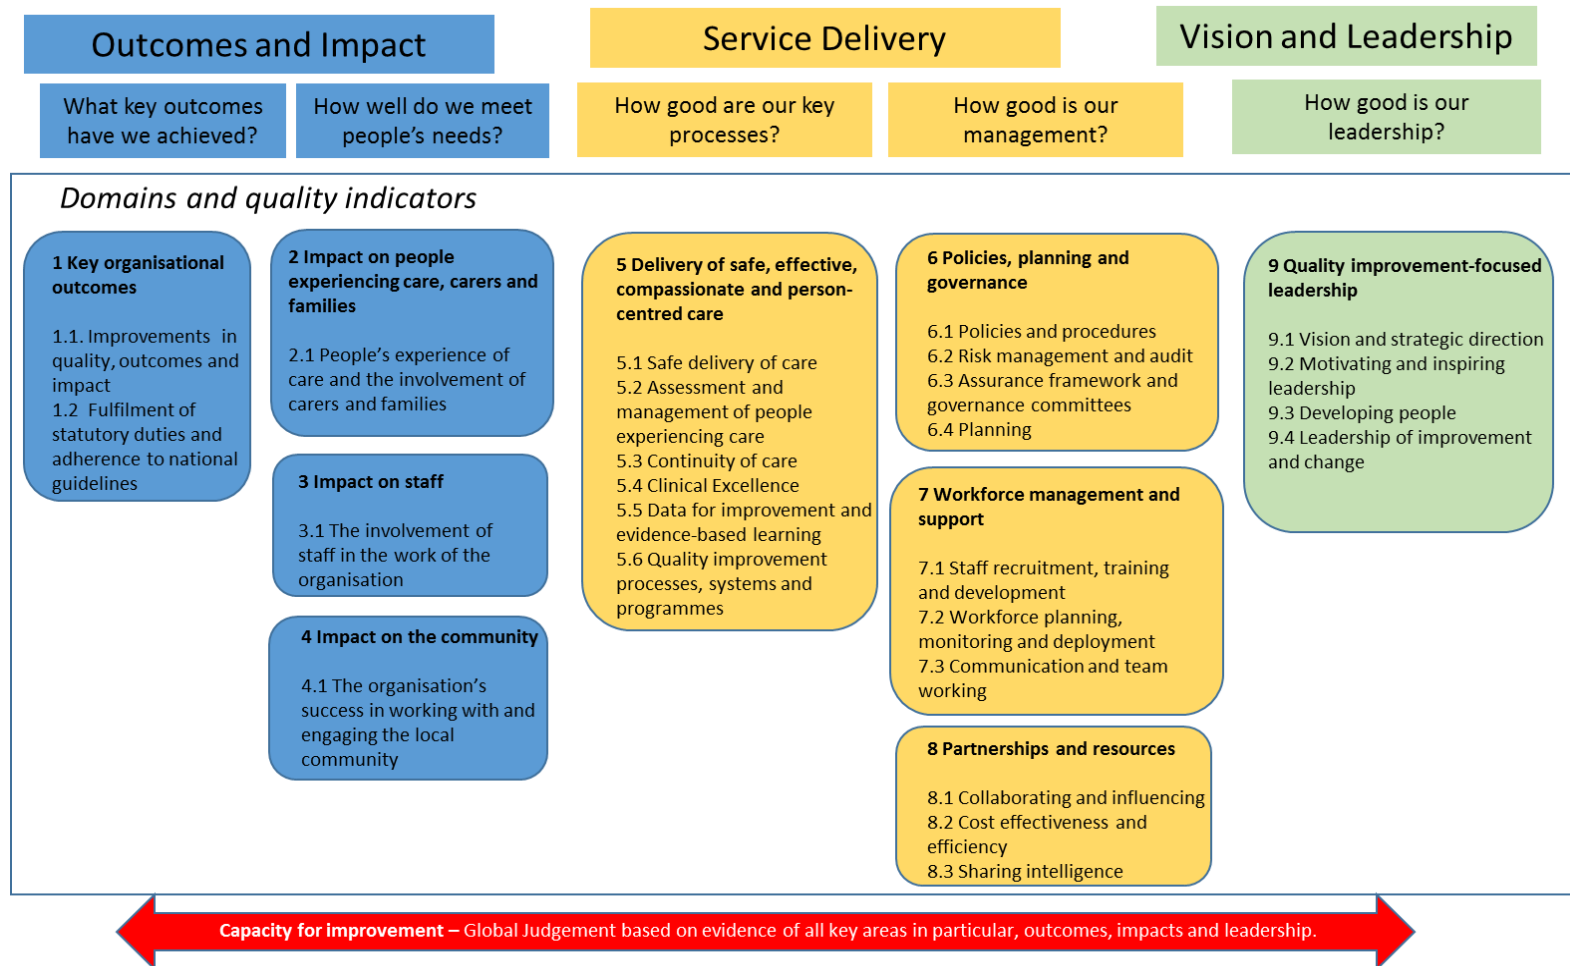 Outcomes and Impact
Service Delivery
Vision and Leadership
What key outcomes
have we achieved?
How well do we meet
people's needs?
How good are our key
processes?
How good is our
management?
How good is our
leadership?
Domains and quality indicators
1 Key organisational
outcomes
1.1. Improvements in
quality, outcomes and
impact
1.2 Fulfilment of
statutory duties and
adherence to national
guidelines
2 Impact on people
experiencing care, carers and
families
2.1 People's experience of
care and the involvement of
carers and families
3 Impact on staff
3.1 The involvement of
staff in the work of the
organisation
4 Impact on the community
4.1 The organisation's
success in working with and
engaging the local
community
5 Delivery of safe, effective,
compassionate and person-
centred care
5.1 Safe delivery of care
5.2 Assessment and
management of people
experiencing care
5.3 Continuity of care
5.4 Clinical Excellence
5.5 Data for improvement and
evidence-based learning
5.6 Quality improvement
processes, systems and
programmes
6 Policies, planning and
governance
6.1 Policies and procedures
6.2 Risk management and audit
6.3 Assurance framework and
governance committees
6.4 Planning
7 Workforce management and
support
7.1 Staff recruitment, training
and development
7.2 Workforce planning,
monitoring and deployment
7.3 Communication and team
working
8 Partnerships and resources
8.1 Collaborating and influencing
8.2 Cost effectiveness and
efficiency
8.3 Sharing intelligence
9 Quality improvement-focused
leadership
9.1 Vision and strategic direction
9.2 Motivating and inspiring
leadership
9.3 Developing people
9.4 Leadership of improvement
and change
Capacity for improvement – Global Judgement based on evidence of all key areas in particular, outcomes, impacts and leadership.